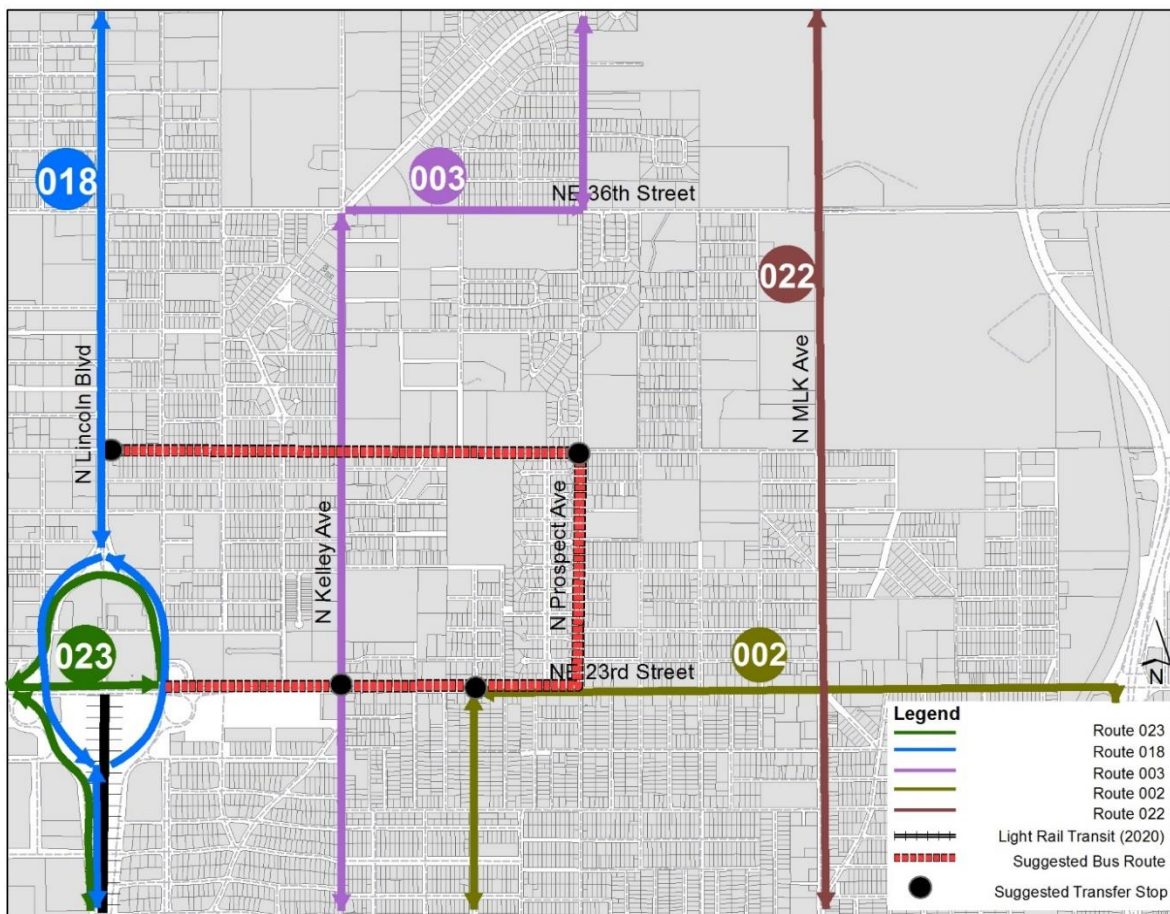 018
003
NE 36th Street
022
N Lincoln Blvd
N MLK Ave
N Kelley Ave
N Prospect Ave
023
NE 23rd Street
002
N
Legend
Route 023
Route 018
Route 003
Route 002
Route 022
Light Rail Transit (2020)
Suggested Bus Route
Suggested Transfer Stop